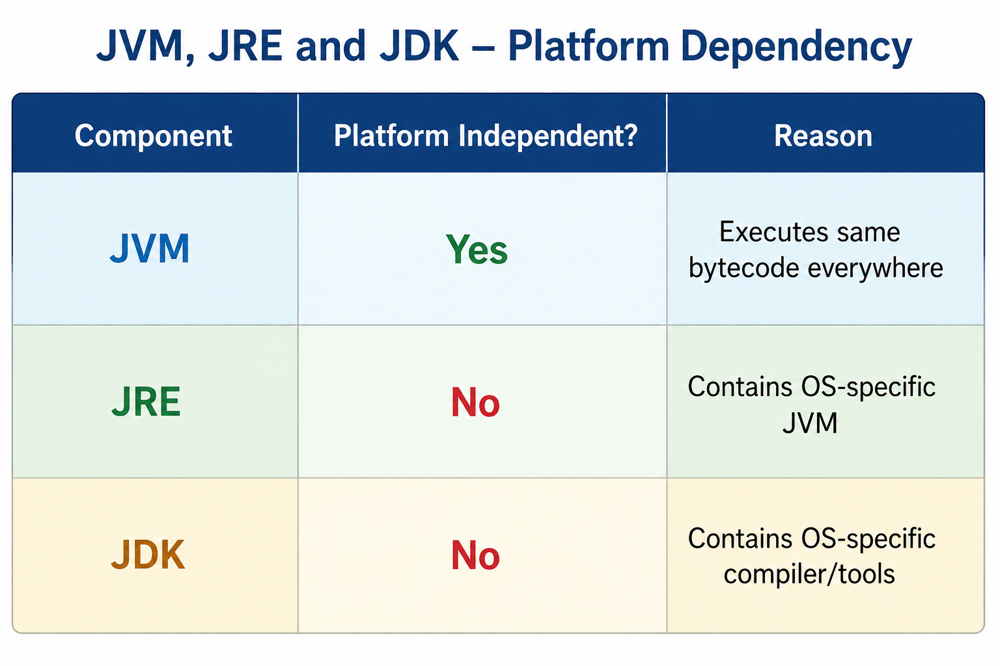 JVM, JRE and JDK – Platform Dependency
Component
Platform Independent?
Reason
JVM
Yes
Executes same
bytecode everywhere
JRE
No
Contains OS-specific
JVM
JDK
No
Contains OS-specific
compiler/tools